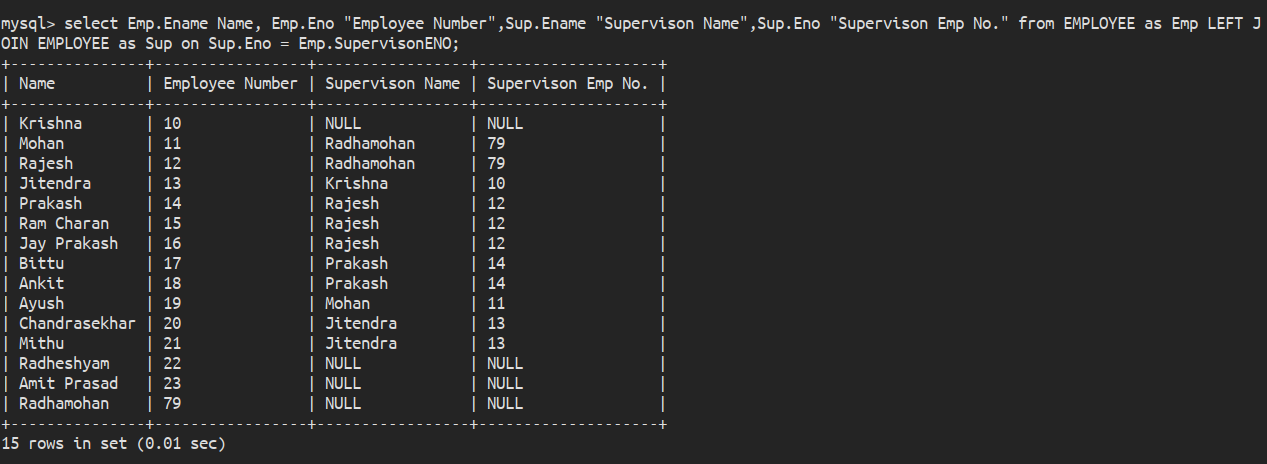 mysql> select Emp.Ename Name, Emp.Eno "Employee Number",Sup.Ename "Supervison Name",Sup.Eno "Supervison Emp No." from EMPLOYEE as Emp LEFT J
OIN EMPLOYEE as Sup on Sup.Eno = Emp.SupervisonENO;
+---------------+-----------------+-----------------+--------------------+
| Name          | Employee Number | Supervison Name | Supervison Emp No. |
+---------------+-----------------+-----------------+--------------------+
| Krishna       | 10              | NULL            | NULL               |
| Mohan         | 11              | Radhamohan      | 79                 |
| Rajesh        | 12              | Radhamohan      | 79                 |
| Jitendra      | 13              | Krishna         | 10                 |
| Prakash       | 14              | Rajesh          | 12                 |
| Ram Charan    | 15              | Rajesh          | 12                 |
| Jay Prakash   | 16              | Rajesh          | 12                 |
| Bittu         | 17              | Prakash         | 14                 |
| Ankit         | 18              | Prakash         | 14                 |
| Ayush         | 19              | Mohan           | 11                 |
| Chandrasekhar | 20              | Jitendra        | 13                 |
| Mithu         | 21              | Jitendra        | 13                 |
| Radheshyam    | 22              | NULL            | NULL               |
| Amit Prasad   | 23              | NULL            | NULL               |
| Radhamohan    | 79              | NULL            | NULL               |
+---------------+-----------------+-----------------+--------------------+
15 rows in set (0.01 sec)